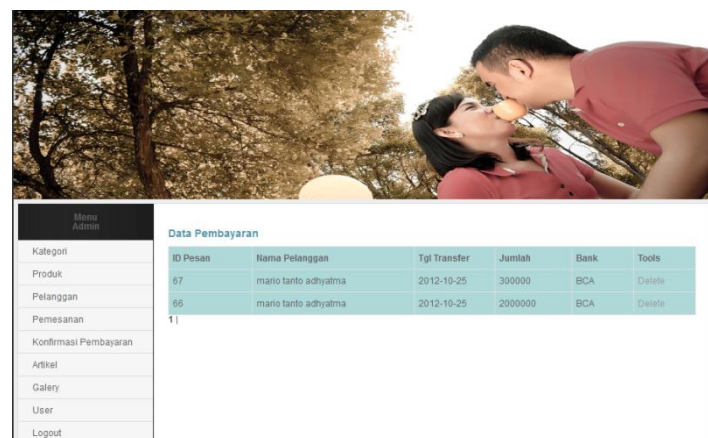 Menu
Admin
Kategori
Produk
Pelanggan
Pemesanan
Konfirmasi Pembayaran
Artikel
Galery
User
Logout
Data Pembayaran
ID Pesan Nama Pelanggan Tgl Transfer Jumlah Bank Tools
67 mario tanto adhyatma 2012-10-25 300000 BCA Delete
66 mario tanto adhyatma 2012-10-25 2000000 BCA Delete
1 |